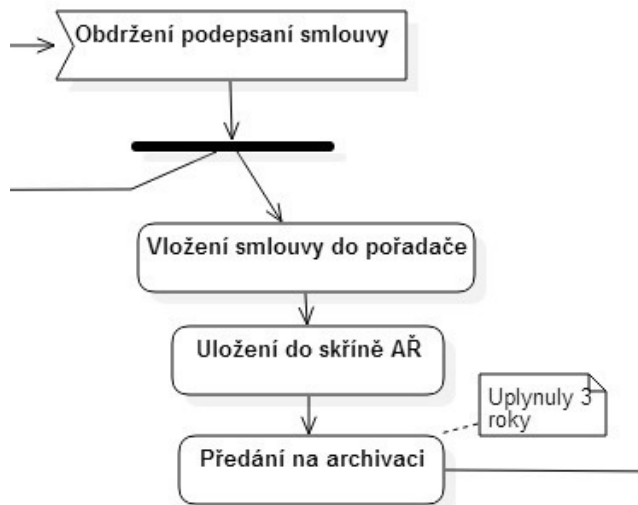 Obdržení podepsaní smlouvy
Vložení smlouvy do pořadače
Uložení do skříně AŘ
Uplynuly 3
roky
Předání na archivaci